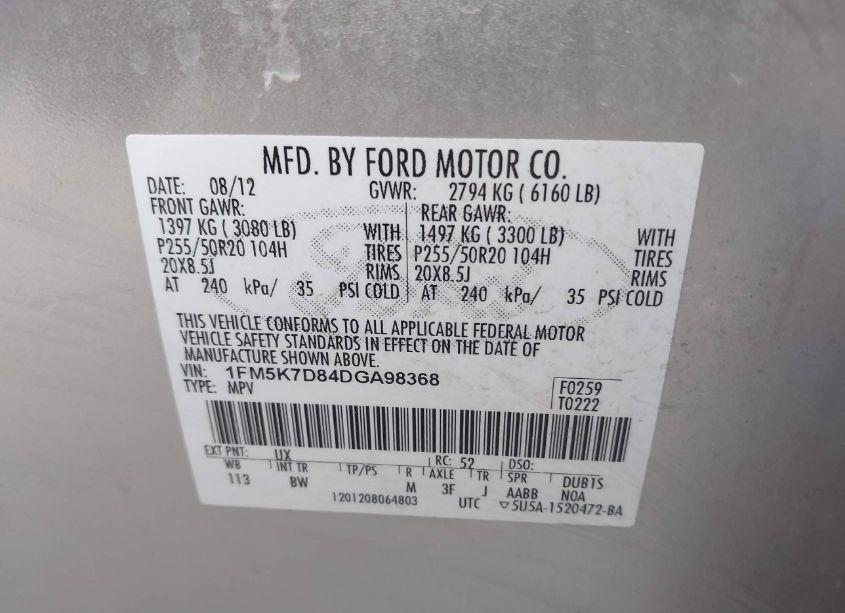 MFD. BY FORD MOTOR CO.
DATE: 08/12 GVWR: 2794 KG ( 6160 LB)
FRONT GAWR: REAR GAWR:
1397 KG ( 3080 LB) WITH 1497 KG ( 3300 LB) WITH
P255/50R20 104H TIRES P255/50R20 104H TIRES
20X8.5J RIMS 20X8.5J RIMS
AT 240 kPa/ 35 PSI COLD AT 240 kPa/ 35 PSI COLD
THIS VEHICLE CONFORMS TO ALL APPLICABLE FEDERAL MOTOR
VEHICLE SAFETY STANDARDS IN EFFECT ON THE DATE OF
MANUFACTURE SHOWN ABOVE.
VIN: 1FM5K7D84DGA98368 F0259
TYPE: MPV T0222
EXT PNT: UX RC: 52 DSO:
WB INT TR TP/PS R AXLE TR SPR DUB1S
113 BW M 3F J AABB N0A
1201208064803 UTC ▽5U5A-1520472-BA